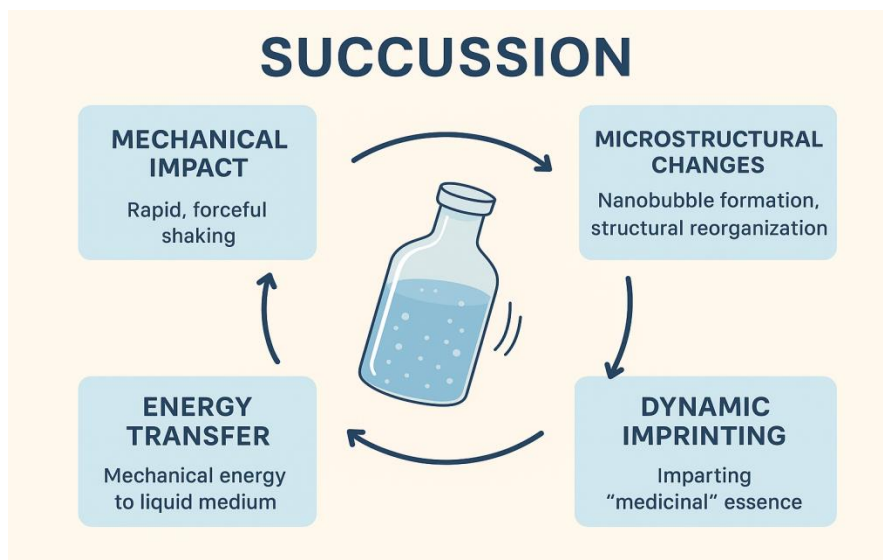 SUCCUSSION
MECHANICAL
IMPACT
Rapid, forceful
shaking
MICROSTRUCTURAL
CHANGES
Nanobubble formation,
structural reorganization
DYNAMIC
IMPRINTING
Imparting
“medicinal” essence
ENERGY
TRANSFER
Mechanical energy
to liquid medium